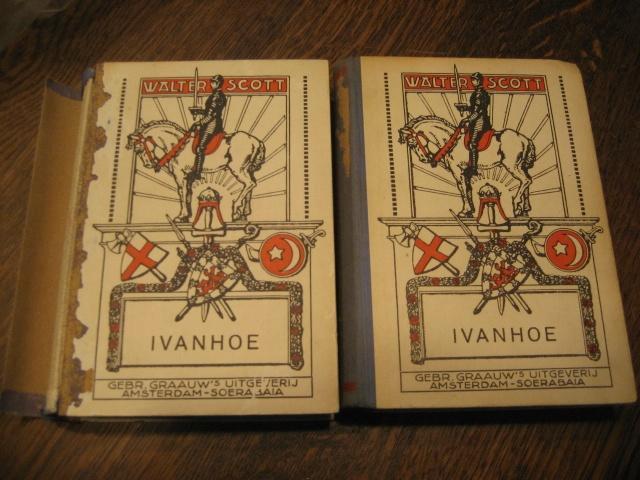 WALTER SCOTT
IVANHOE
GEBR. GRAAUW'S UITGEVERIJ
AMSTERDAM-SOERABAIA
WALTER SCOTT
IVANHOE
GEBR. GRAAUW'S UITGEVERIJ
AMSTERDAM-SOERABAIA